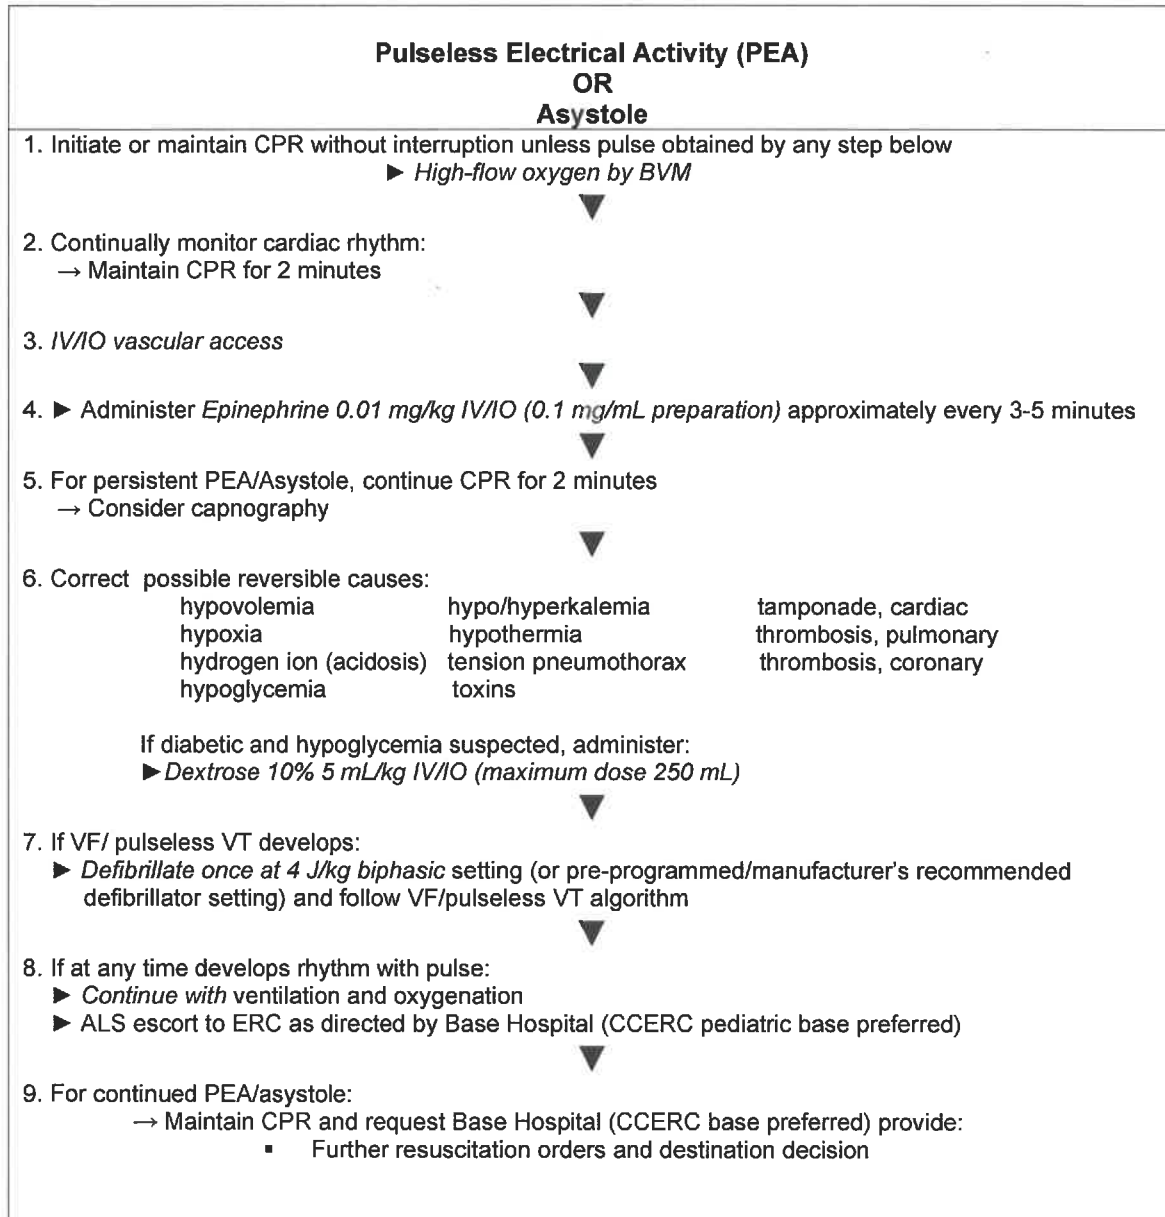 Pulseless Electrical Activity (PEA)
OR
Asystole
1. Initiate or maintain CPR without interruption unless pulse obtained by any step below
► High-flow oxygen by BVM
▼
2. Continually monitor cardiac rhythm:
→ Maintain CPR for 2 minutes
▼
3. IV/IO vascular access
▼
4. ► Administer Epinephrine 0.01 mg/kg IV/IO (0.1 mg/mL preparation) approximately every 3-5 minutes
▼
5. For persistent PEA/Asystole, continue CPR for 2 minutes
→ Consider capnography
▼
6. Correct possible reversible causes:
hypovolemia hypo/hyperkalemia tamponade, cardiac
hypoxia hypothermia thrombosis, pulmonary
hydrogen ion (acidosis) tension pneumothorax thrombosis, coronary
hypoglycemia toxins
If diabetic and hypoglycemia suspected, administer:
►Dextrose 10% 5 mL/kg IV/IO (maximum dose 250 mL)
▼
7. If VF/ pulseless VT develops:
► Defibrillate once at 4 J/kg biphasic setting (or pre-programmed/manufacturer's recommended
defibrillator setting) and follow VF/pulseless VT algorithm
▼
8. If at any time develops rhythm with pulse:
► Continue with ventilation and oxygenation
► ALS escort to ERC as directed by Base Hospital (CCERC pediatric base preferred)
▼
9. For continued PEA/asystole:
→ Maintain CPR and request Base Hospital (CCERC base preferred) provide:
▪ Further resuscitation orders and destination decision